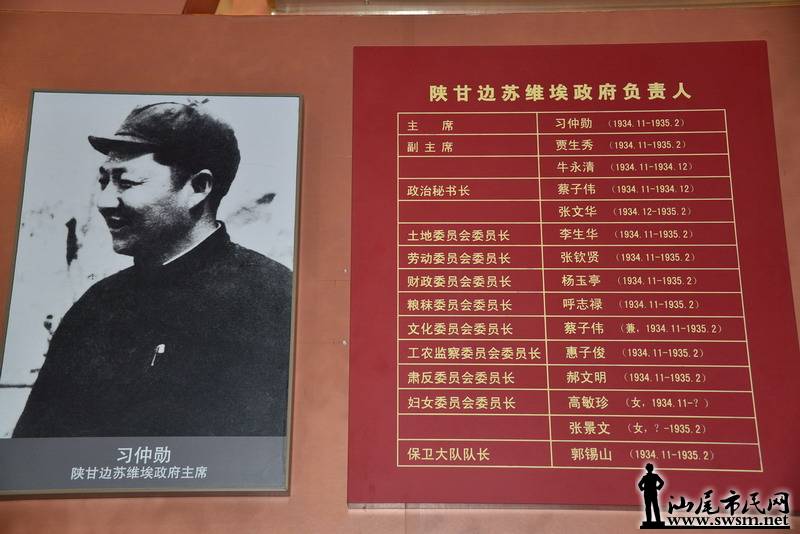 习仲勋
陕甘边苏维埃政府主席
陕甘边苏维埃政府负责人
主 席 习仲勋 (1934.11-1935.2)
副主席 贾生秀 (1934.11-1935.2)
牛永清 (1934.11-1934.12)
政治秘书长 蔡子伟 (1934.11-1934.12)
张文华 (1934.12-1935.2)
土地委员会委员长 李生华 (1934.11-1935.2)
劳动委员会委员长 张钦贤 (1934.11-1935.2)
财政委员会委员长 杨玉亭 (1934.11-1935.2)
粮秣委员会委员长 呼志禄 (1934.11-1935.2)
文化委员会委员长 蔡子伟 (兼，1934.11-1935.2)
工农监察委员会委员长 惠子俊 (1934.11-1935.2)
肃反委员会委员长 郝文明 (1934.11-1935.2)
妇女委员会委员长 高敏珍 (女，1934.11-?)
张景文 (女，?-1935.2)
保卫大队队长 郭锡山 (1934.11-1935.2)
汕尾市民网
www.swsm.net